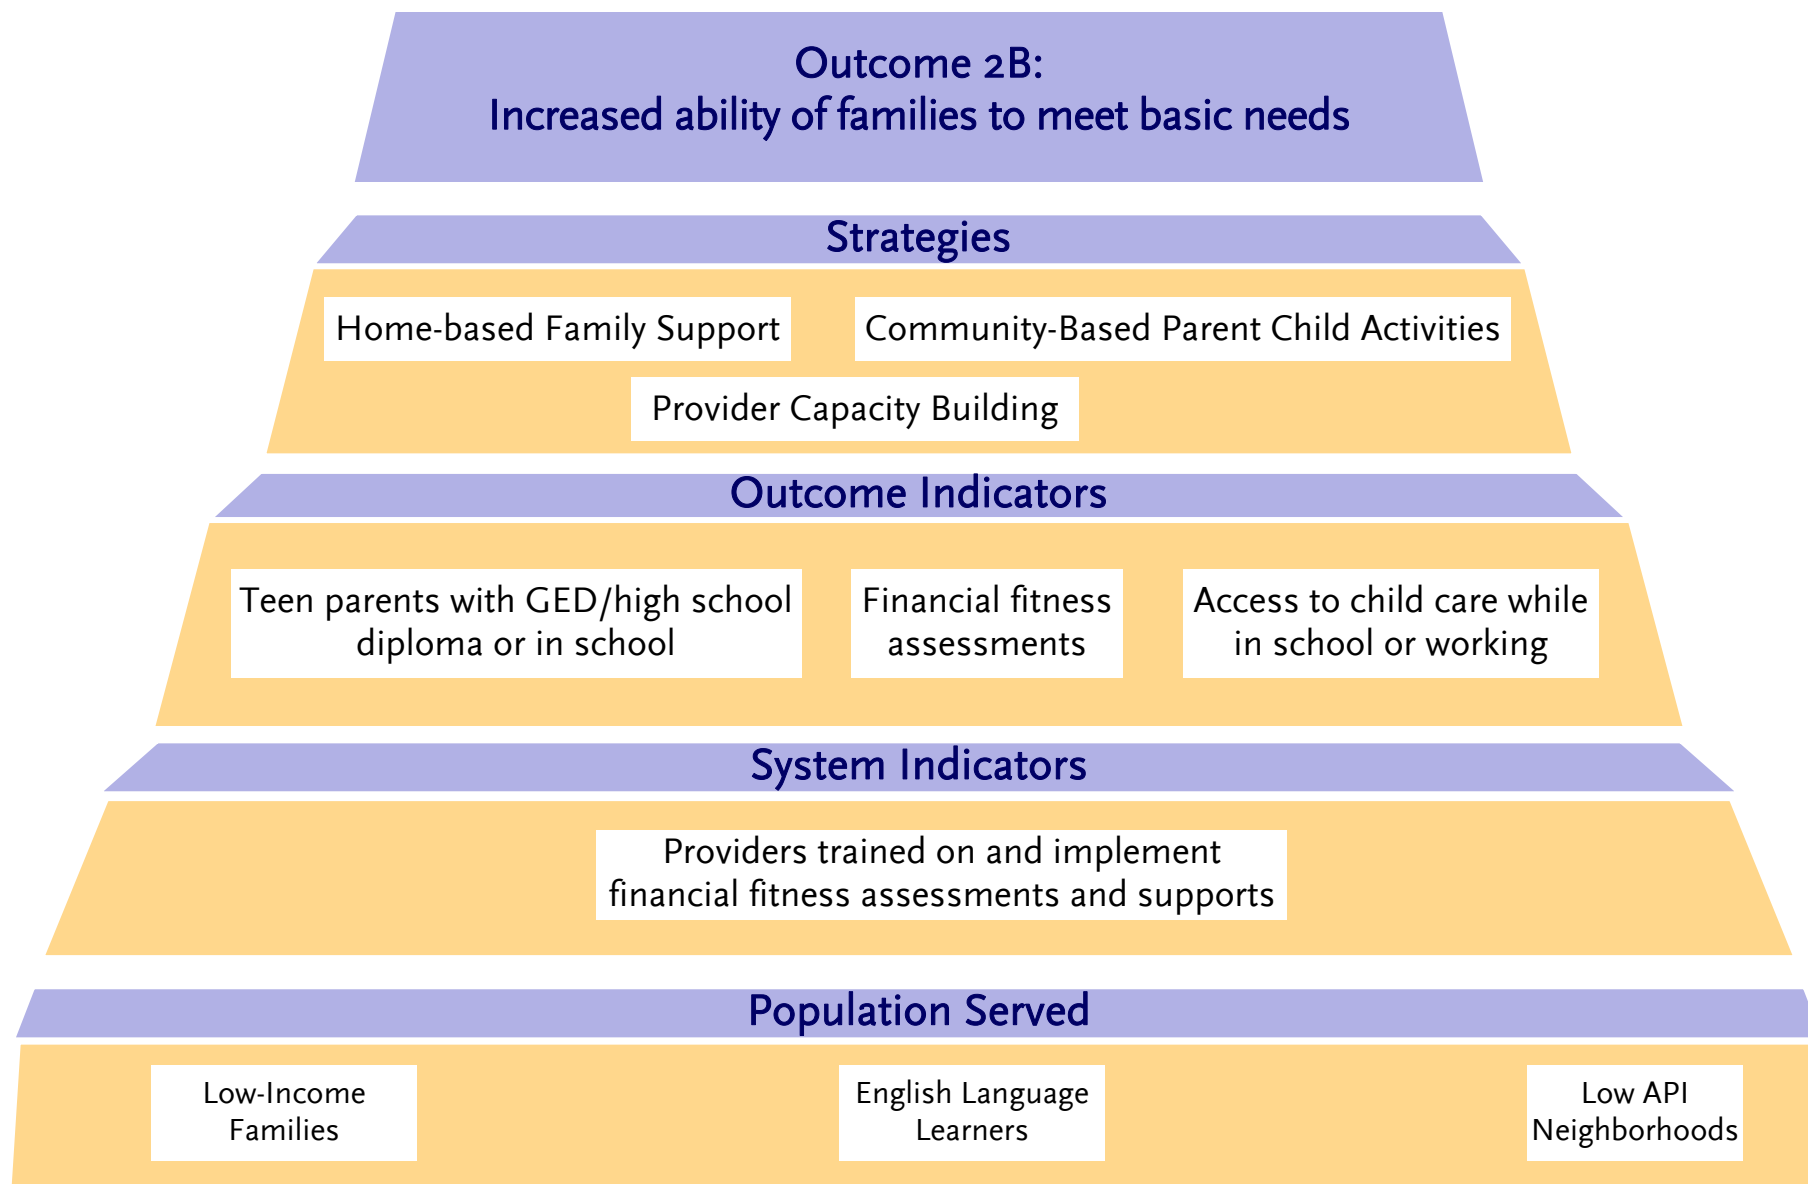 Outcome 2B:
Increased ability of families to meet basic needs
Strategies
Home-based Family Support
Community-Based Parent Child Activities
Provider Capacity Building
Outcome Indicators
Teen parents with GED/high school
diploma or in school
Financial fitness
assessments
Access to child care while
in school or working
System Indicators
Providers trained on and implement
financial fitness assessments and supports
Population Served
Low-Income
Families
English Language
Learners
Low API
Neighborhoods